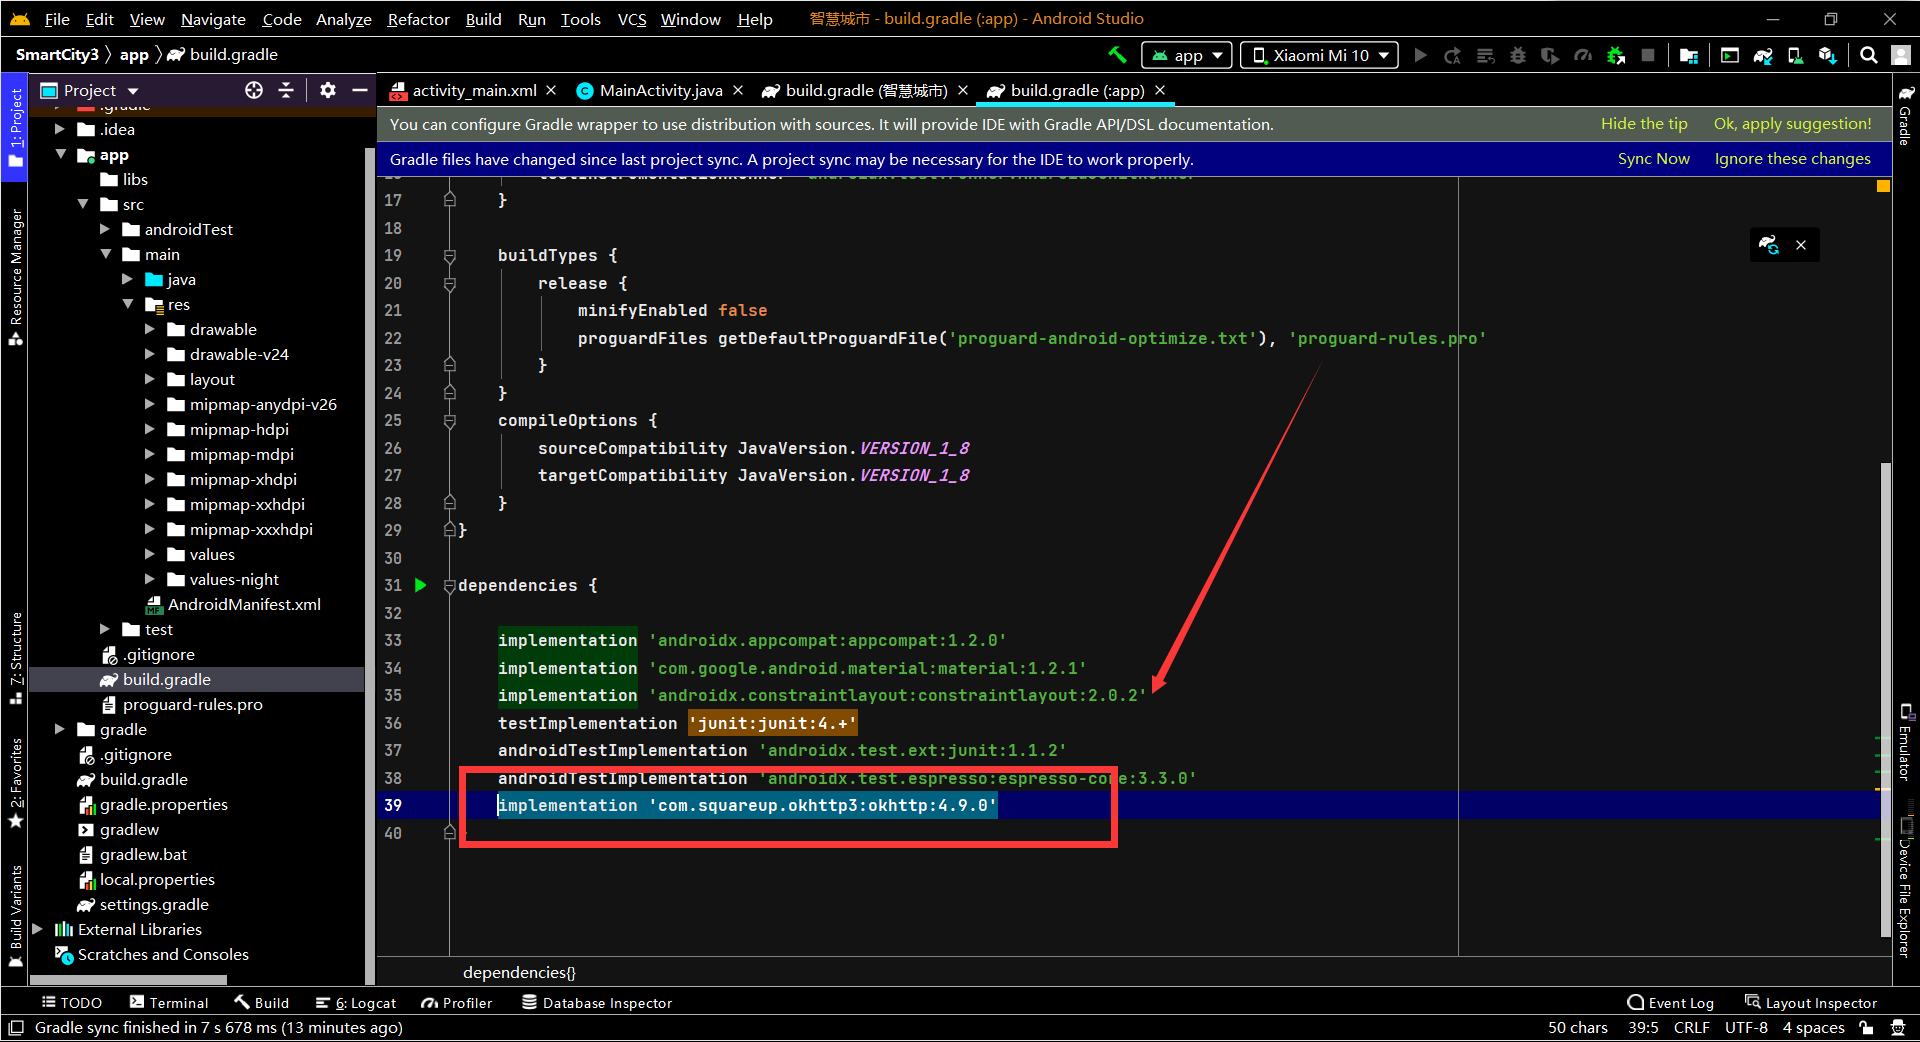 File Edit View Navigate Code Analyze Refactor Build Run Tools VCS Window Help 智慧城市 - build.gradle (:app) - Android Studio
SmartCity3 app build.gradle
app Xiaomi Mi 10
Project
activity_main.xml MainActivity.java build.gradle (智慧城市) build.gradle (:app)
You can configure Gradle wrapper to use distribution with sources. It will provide IDE with Gradle API/DSL documentation. Hide the tip Ok, apply suggestion!
Gradle files have changed since last project sync. A project sync may be necessary for the IDE to work properly. Sync Now Ignore these changes
1: Project
Resource Manager
7: Structure
2: Favorites
Build Variants
.gradle
.idea
app
libs
src
androidTest
main
java
res
drawable
drawable-v24
layout
mipmap-anydpi-v26
mipmap-hdpi
mipmap-mdpi
mipmap-xhdpi
mipmap-xxhdpi
mipmap-xxxhdpi
values
values-night
AndroidManifest.xml
test
.gitignore
build.gradle
proguard-rules.pro
gradle
.gitignore
build.gradle
gradle.properties
gradlew
gradlew.bat
local.properties
settings.gradle
External Libraries
Scratches and Consoles
17 }
18
19 buildTypes {
20 release {
21 minifyEnabled false
22 proguardFiles getDefaultProguardFile('proguard-android-optimize.txt'), 'proguard-rules.pro'
23 }
24 }
25 compileOptions {
26 sourceCompatibility JavaVersion.VERSION_1_8
27 targetCompatibility JavaVersion.VERSION_1_8
28 }
29 }
30
31 dependencies {
32
33 implementation 'androidx.appcompat:appcompat:1.2.0'
34 implementation 'com.google.android.material:material:1.2.1'
35 implementation 'androidx.constraintlayout:constraintlayout:2.0.2'
36 testImplementation 'junit:junit:4.+'
37 androidTestImplementation 'androidx.test.ext:junit:1.1.2'
38 androidTestImplementation 'androidx.test.espresso:espresso-core:3.3.0'
39 implementation 'com.squareup.okhttp3:okhttp:4.9.0'
40
dependencies{}
Gradle
Emulator
Device File Explorer
TODO Terminal Build 6: Logcat Profiler Database Inspector Event Log Layout Inspector
Gradle sync finished in 7 s 678 ms (13 minutes ago) 50 chars 39:5 CRLF UTF-8 4 spaces